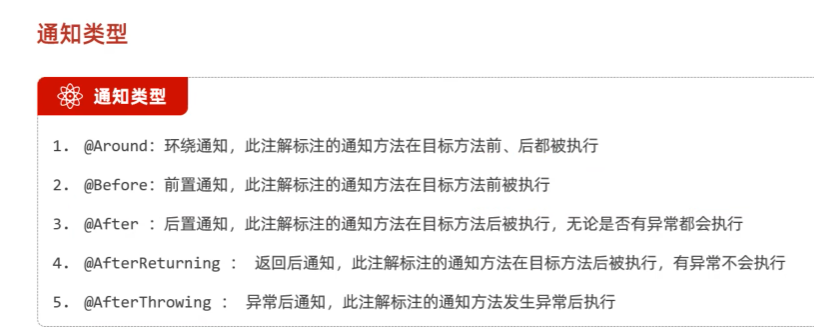 通知类型
通知类型
1. @Around：环绕通知，此注解标注的通知方法在目标方法前、后都被执行
2. @Before：前置通知，此注解标注的通知方法在目标方法前被执行
3. @After ：后置通知，此注解标注的通知方法在目标方法后被执行，无论是否有异常都会执行
4. @AfterReturning ： 返回后通知，此注解标注的通知方法在目标方法后被执行，有异常不会执行
5. @AfterThrowing ： 异常后通知，此注解标注的通知方法发生异常后执行